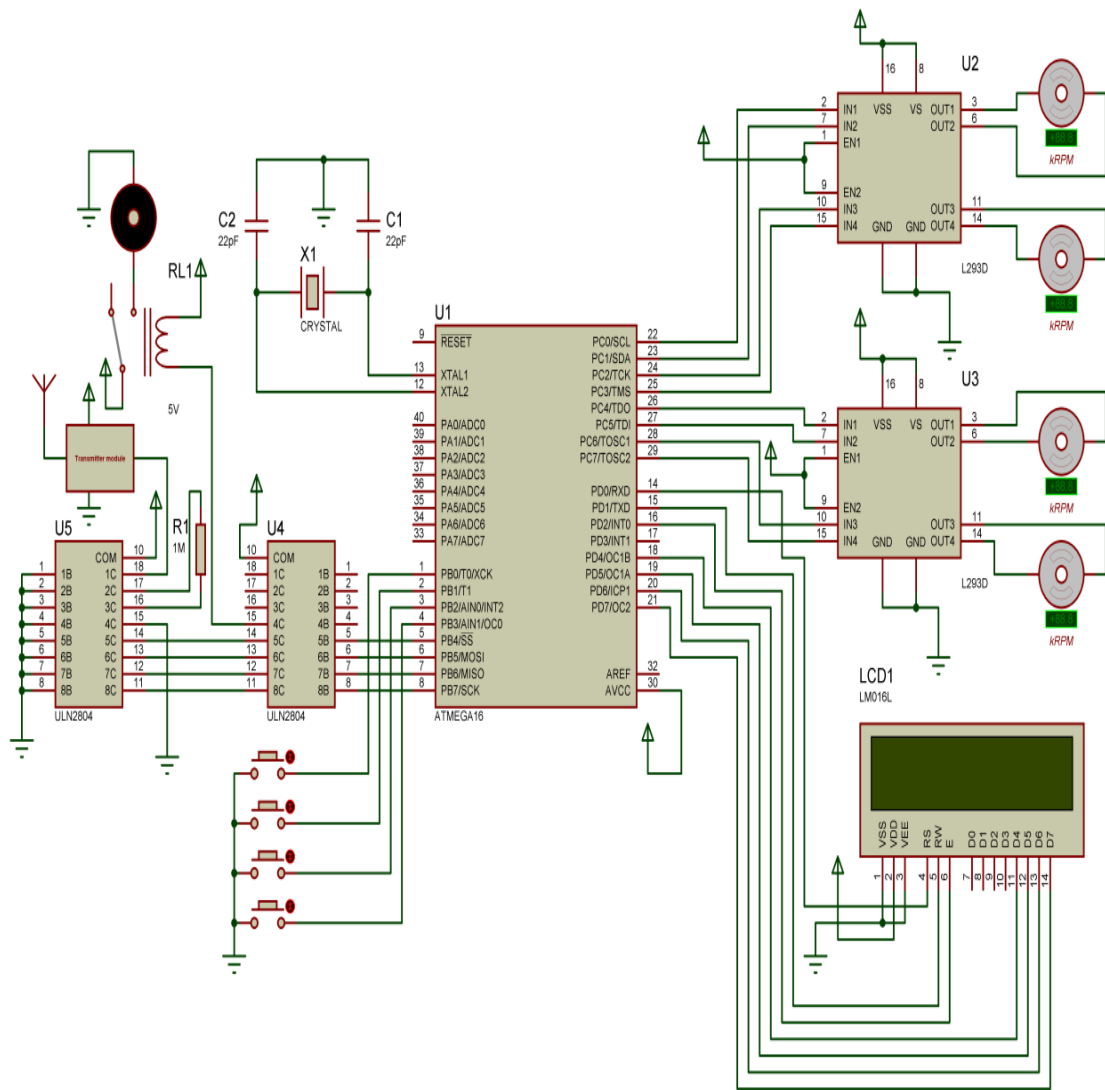 U2
16
8
VSS
VS
2 IN1
7 IN2
1 EN1
9 EN2
10 IN3
15 IN4
OUT1 3
OUT2 6
OUT3 11
OUT4 14
GND
GND
L293D
kRPM
kRPM
RL1
5V
C2
22pF
C1
22pF
X1
CRYSTAL
U1
9 RESET
13 XTAL1
12 XTAL2
40 PA0/ADC0
39 PA1/ADC1
38 PA2/ADC2
37 PA3/ADC3
36 PA4/ADC4
35 PA5/ADC5
34 PA6/ADC6
33 PA7/ADC7
1 PB0/T0/XCK
2 PB1/T1
3 PB2/AIN0/INT2
4 PB3/AIN1/OC0
5 PB4/SS
6 PB5/MOSI
7 PB6/MISO
8 PB7/SCK
PC0/SCL 22
PC1/SDA 23
PC2/TCK 24
PC3/TMS 25
PC4/TDO 26
PC5/TDI 27
PC6/TOSC1 28
PC7/TOSC2 29
PD0/RXD 14
PD1/TXD 15
PD2/INT0 16
PD3/INT1 17
PD4/OC1B 18
PD5/OC1A 19
PD6/ICP1 20
PD7/OC2 21
AREF 32
AVCC 30
ATMEGA16
U3
16
8
VSS
VS
2 IN1
7 IN2
1 EN1
9 EN2
10 IN3
15 IN4
OUT1 3
OUT2 6
OUT3 11
OUT4 14
GND
GND
L293D
kRPM
kRPM
Transmitter module
R1
1M
U5
COM 10
1 1B 1C 18
2 2B 2C 17
3 3B 3C 16
4 4B 4C 15
5 5B 5C 14
6 6B 6C 13
7 7B 7C 12
8 8B 8C 11
ULN2804
U4
10 COM
18 1C 1B 1
17 2C 2B 2
16 3C 3B 3
15 4C 4B 4
14 5C 5B 5
13 6C 6B 6
12 7C 7B 7
11 8C 8B 8
ULN2804
LCD1
LM016L
VSS VDD VEE RS RW E D0 D1 D2 D3 D4 D5 D6 D7
1 2 3 4 5 6 7 8 9 10 11 12 13 14